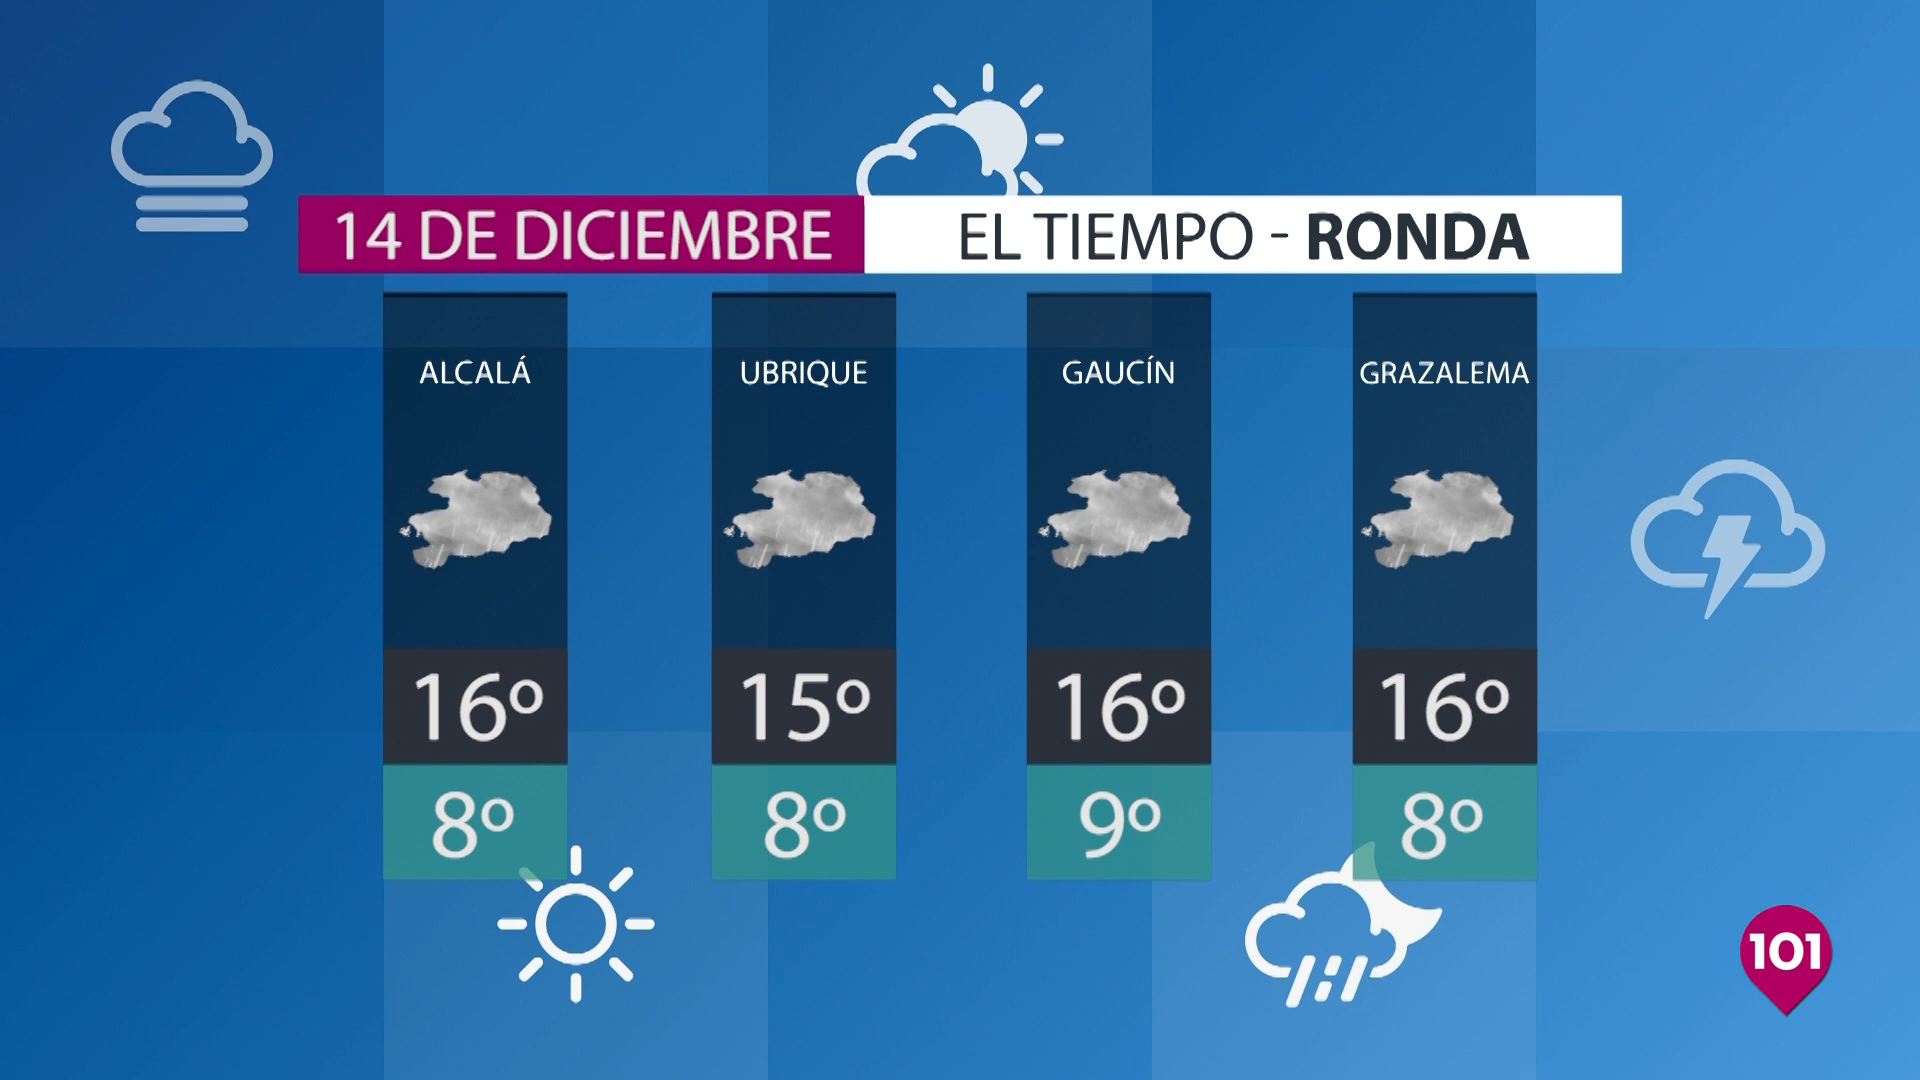 14 DE DICIEMBRE
EL TIEMPO - RONDA
ALCALÁ
UBRIQUE
GAUCÍN
GRAZALEMA
16º
15º
16º
16º
8º
8º
9º
8º
101